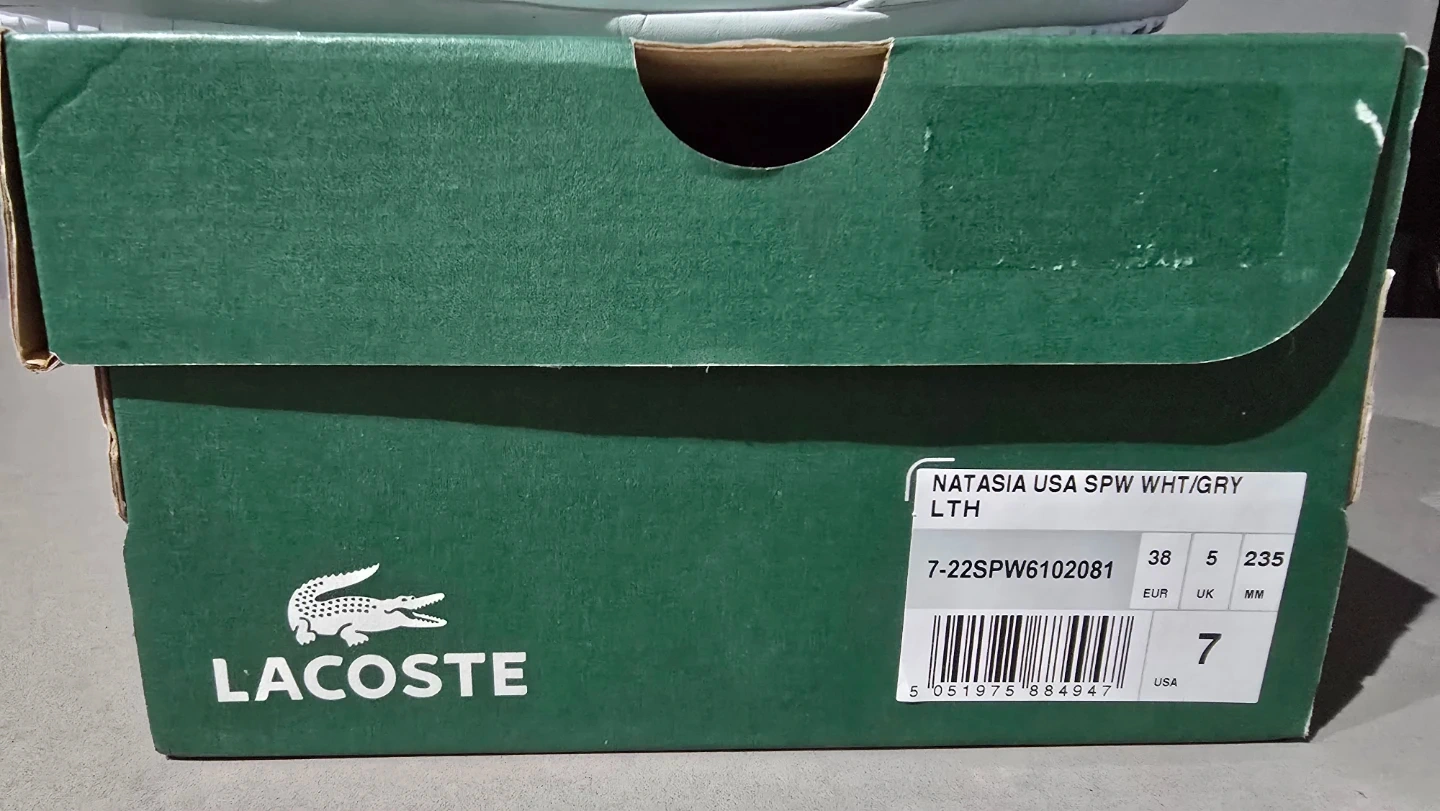 LACOSTE
NATASIA USA SPW WHT/GRY
LTH
7-22SPW6102081
38
EUR
5
UK
235
MM
5 051975 884947
7
USA